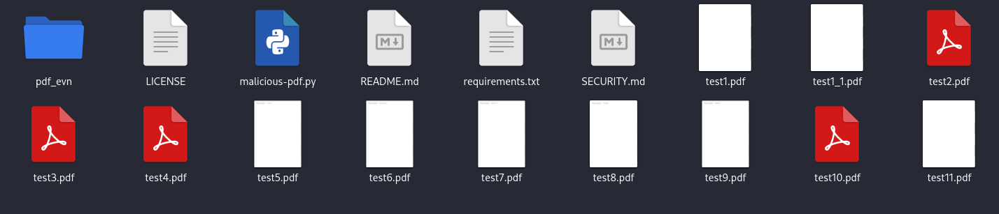 pdf_evn LICENSE malicious-pdf.py README.md requirements.txt SECURITY.md test1.pdf test1_1.pdf test2.pdf
test3.pdf test4.pdf test5.pdf test6.pdf test7.pdf test8.pdf test9.pdf test10.pdf test11.pdf